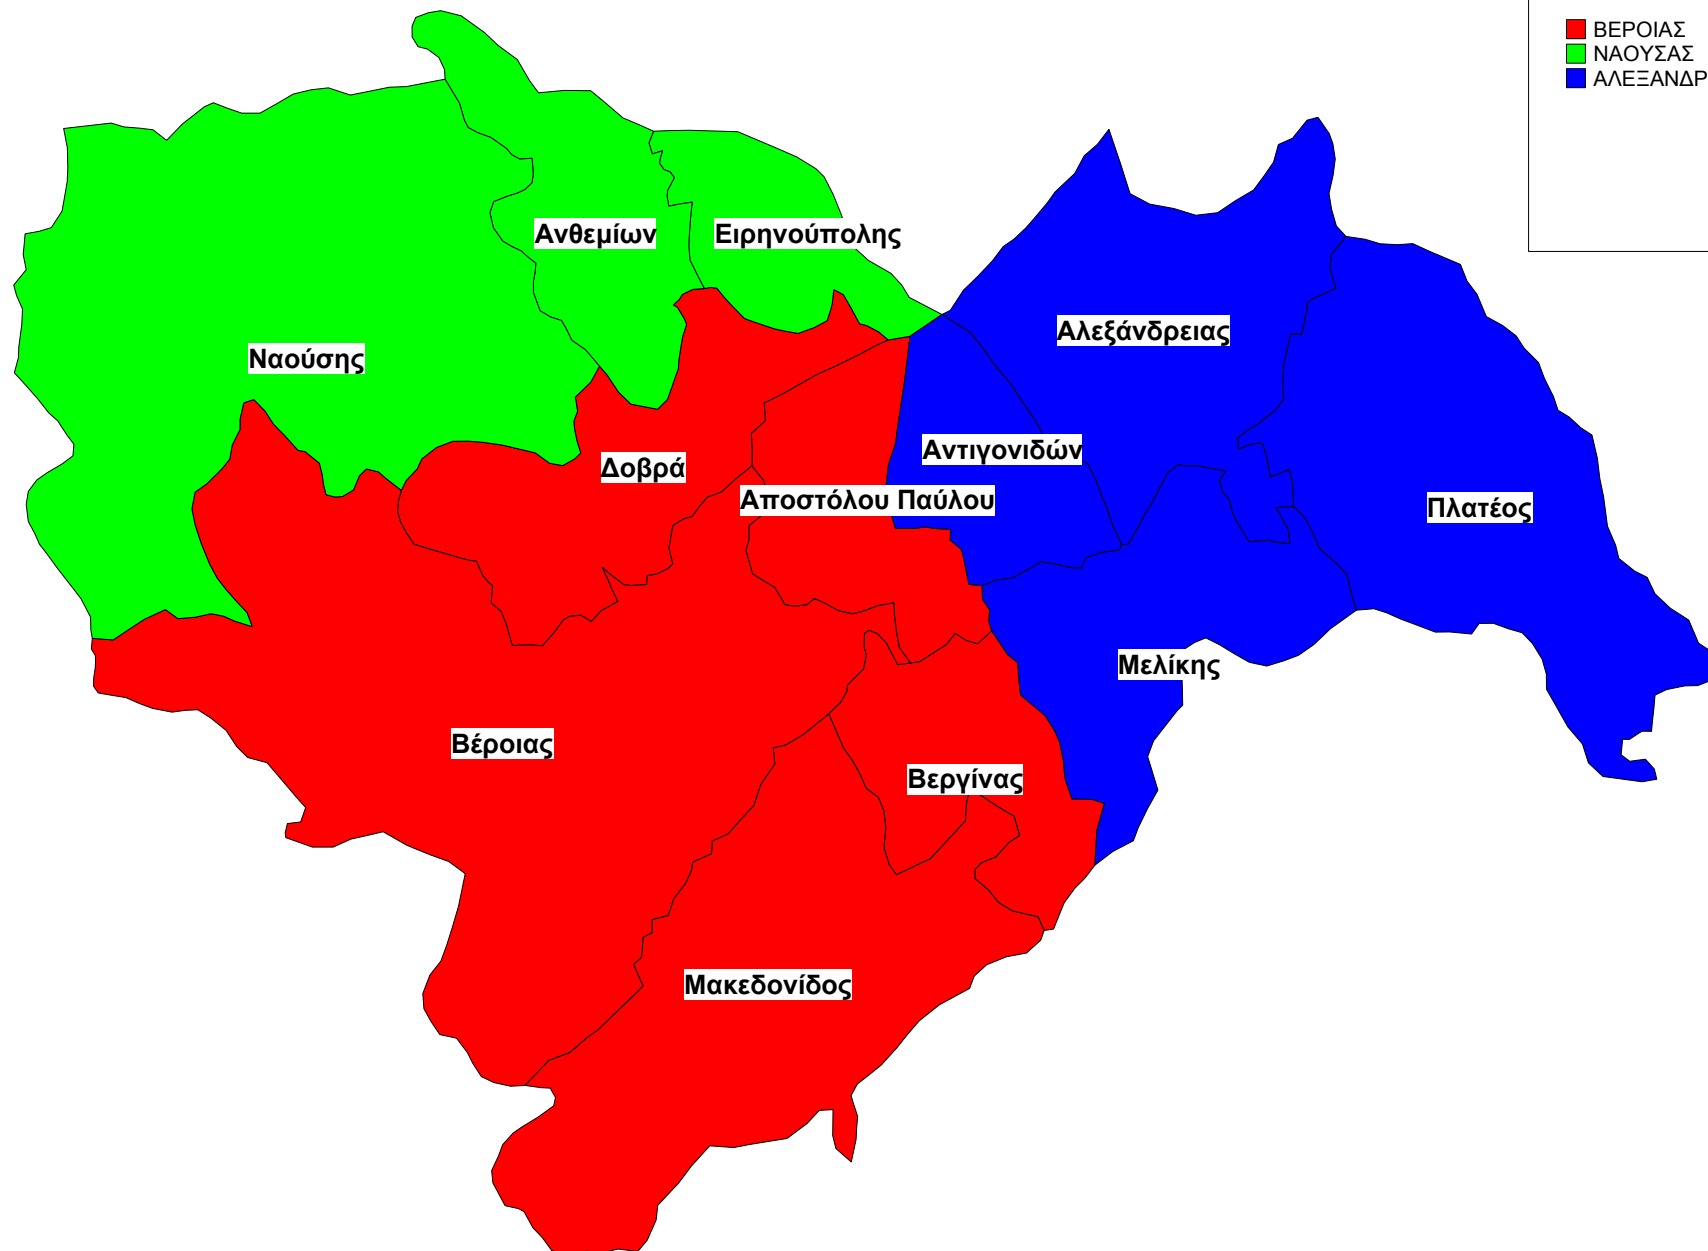 ΒΕΡΟΙΑΣ
ΝΑΟΥΣΑΣ
ΑΛΕΞΑΝΔΡ
Ανθεμίων
Ειρηνούπολης
Αλεξάνδρειας
Ναούσης
Αντιγονιδών
Δοβρά
Αποστόλου Παύλου
Πλατέος
Μελίκης
Βέροιας
Βεργίνας
Μακεδονίδος